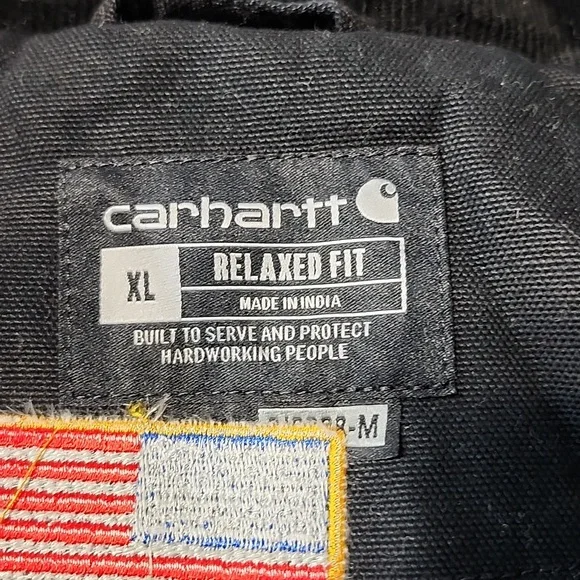 carhartt
XL
RELAXED FIT
MADE IN INDIA
BUILT TO SERVE AND PROTECT
HARDWORKING PEOPLE